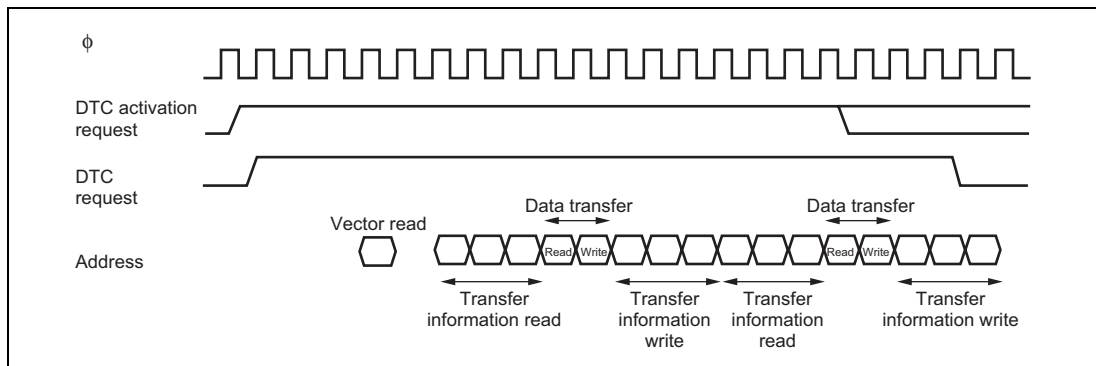 ϕ
DTC activation
request
DTC
request
Data transfer
Data transfer
Vector read
Read
Write
Read
Write
Address
Transfer
information read
Transfer
information
write
Transfer
information
read
Transfer
information write